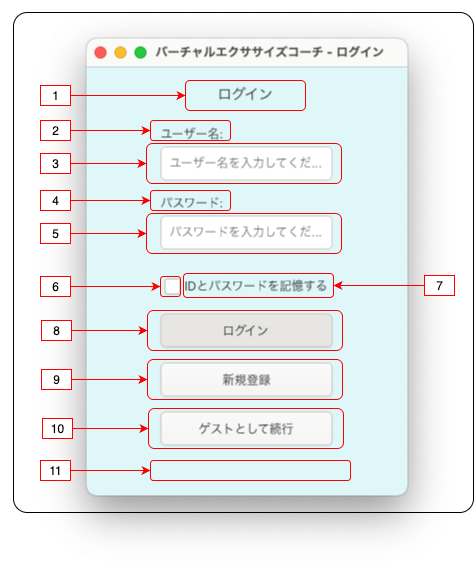 バーチャルエクササイズコーチ - ログイン
1
ログイン
2
ユーザー名:
3
ユーザー名を入力してくだ...
4
パスワード:
5
パスワードを入力してくだ...
6
IDとパスワードを記憶する
7
8
ログイン
9
新規登録
10
ゲストとして続行
11